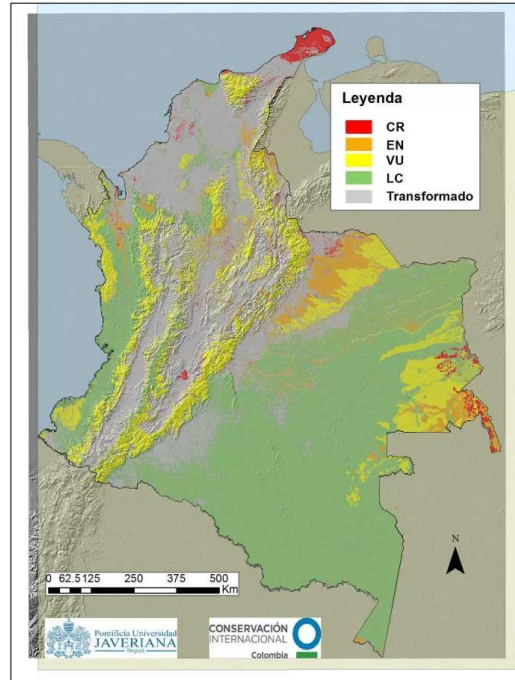 Leyenda
CR
EN
VU
LC
Transformado
N
0 62.5 125 250 375 500
Km
Pontificia Universidad
JAVERIANA
Bogotá
CONSERVACIÓN
INTERNACIONAL
Colombia